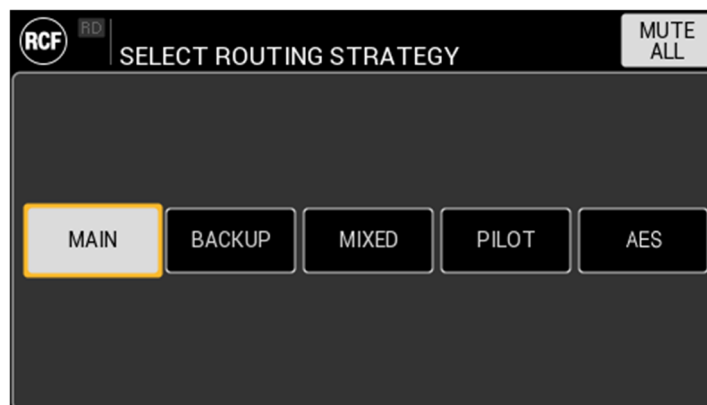 RCF
RD
SELECT ROUTING STRATEGY
MUTE
ALL
MAIN
BACKUP
MIXED
PILOT
AES